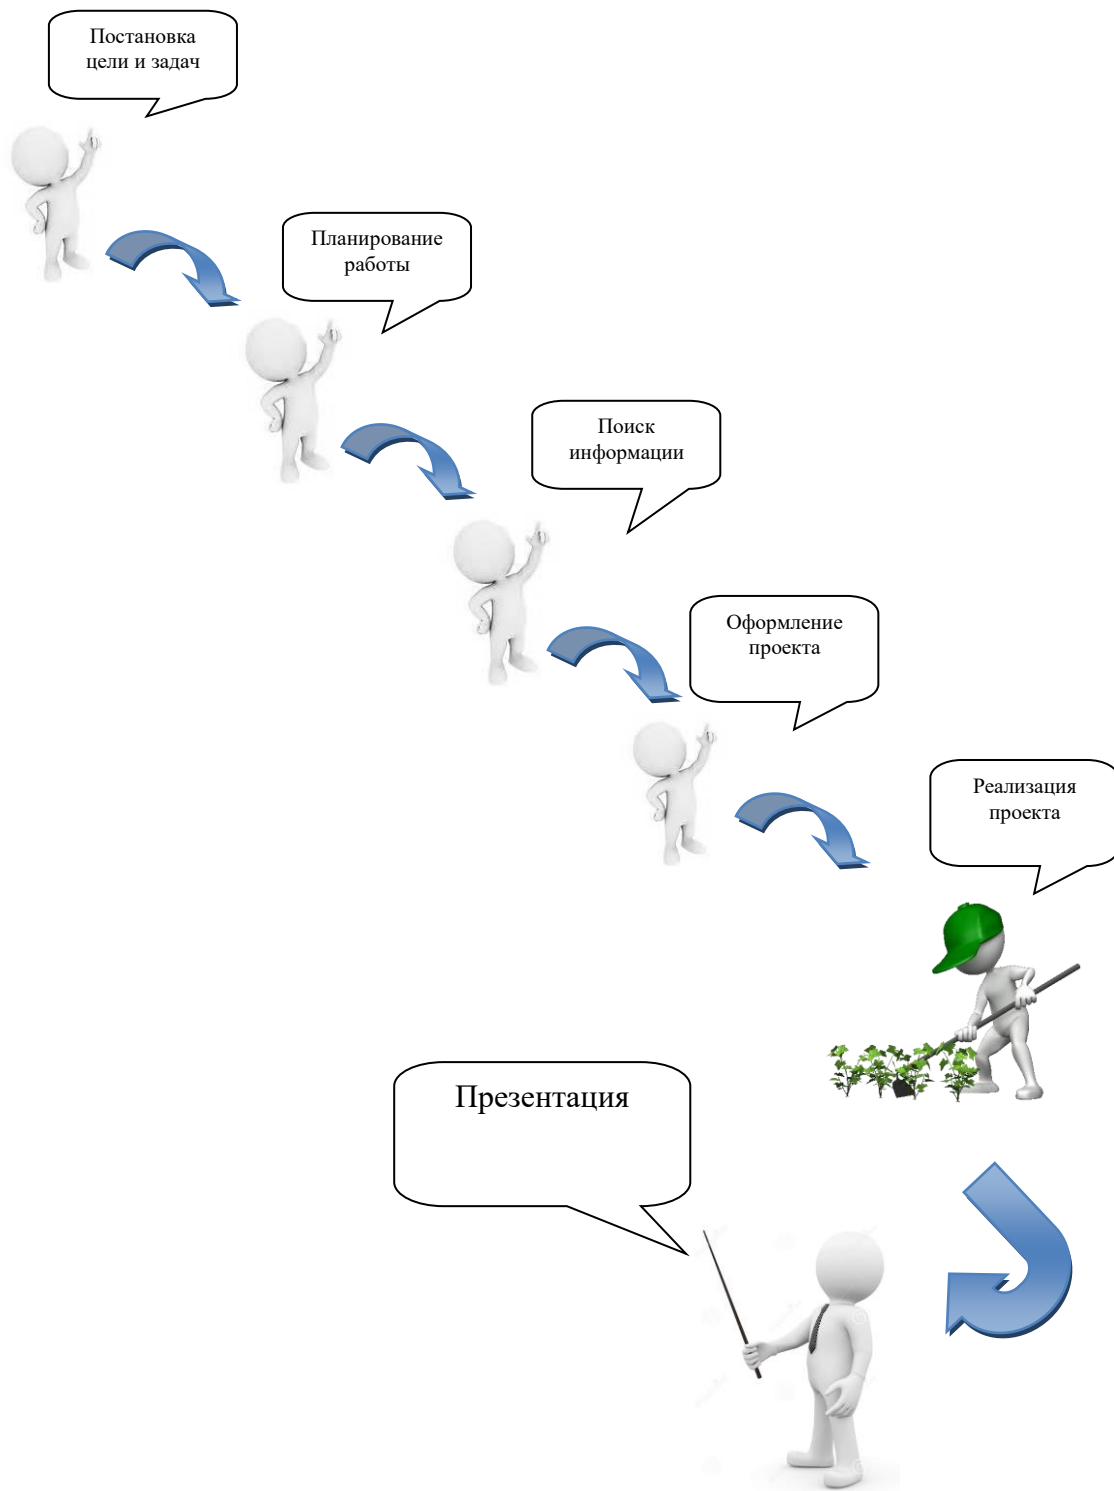 Постановка
цели и задач
Планирование
работы
Поиск
информации
Оформление
проекта
Реализация
проекта
Презентация